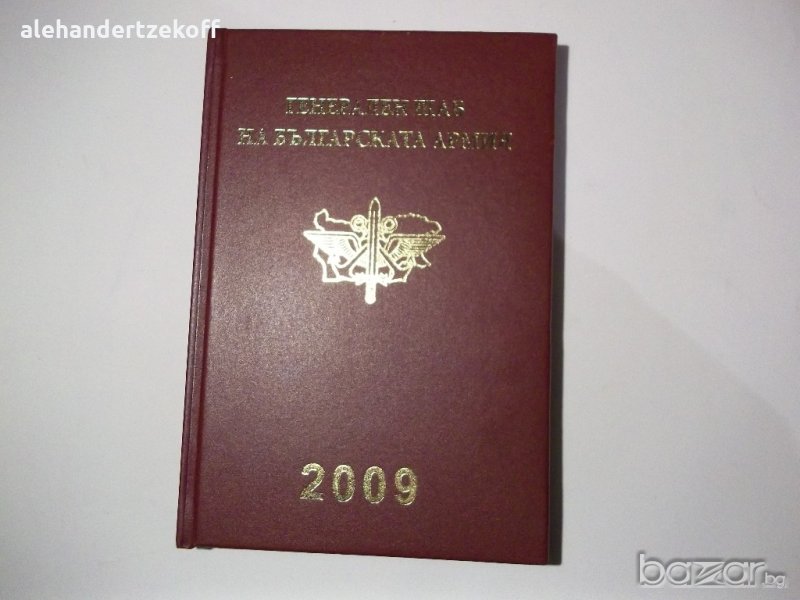 alehandertzekoff
ГЕНЕРАЛЕН ЩАБ
НА БЪЛГАРСКАТА АРМИЯ
2009
bazar.bg